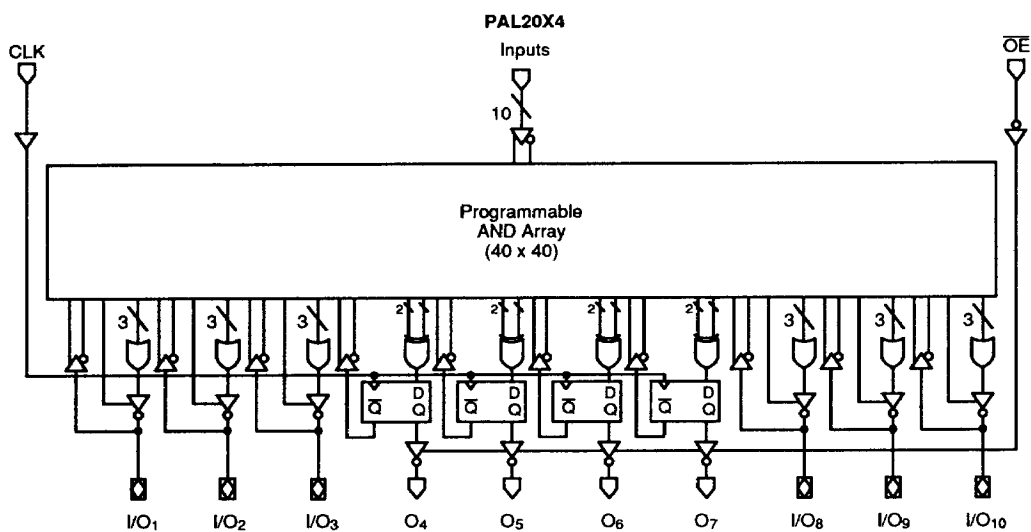 PAL20X4
CLK
Inputs
O̅E̅
10
Programmable
AND Array
(40 x 40)
3 3 3 2 2 2 2 3 3 3
D D D D
Q̅ Q Q̅ Q Q̅ Q Q̅ Q
I/O₁ I/O₂ I/O₃ O₄ O₅ O₆ O₇ I/O₈ I/O₉ I/O₁₀